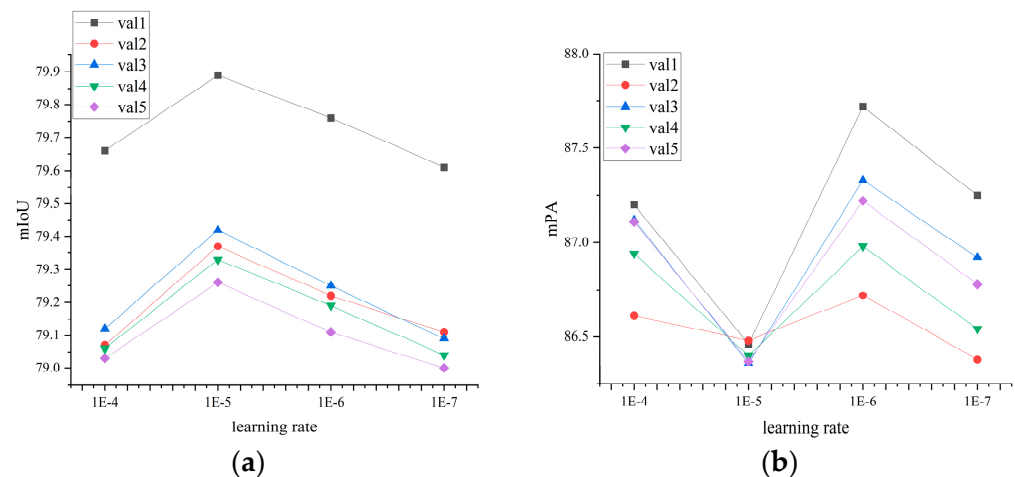 val1
val2
val3
val4
val5
79.9
79.8
79.7
79.6
79.5
79.4
79.3
79.2
79.1
79.0
mIoU
1E-4 1E-5 1E-6 1E-7
learning rate
(a)
val1
val2
val3
val4
val5
88.0
87.5
87.0
86.5
mPA
1E-4 1E-5 1E-6 1E-7
learning rate
(b)